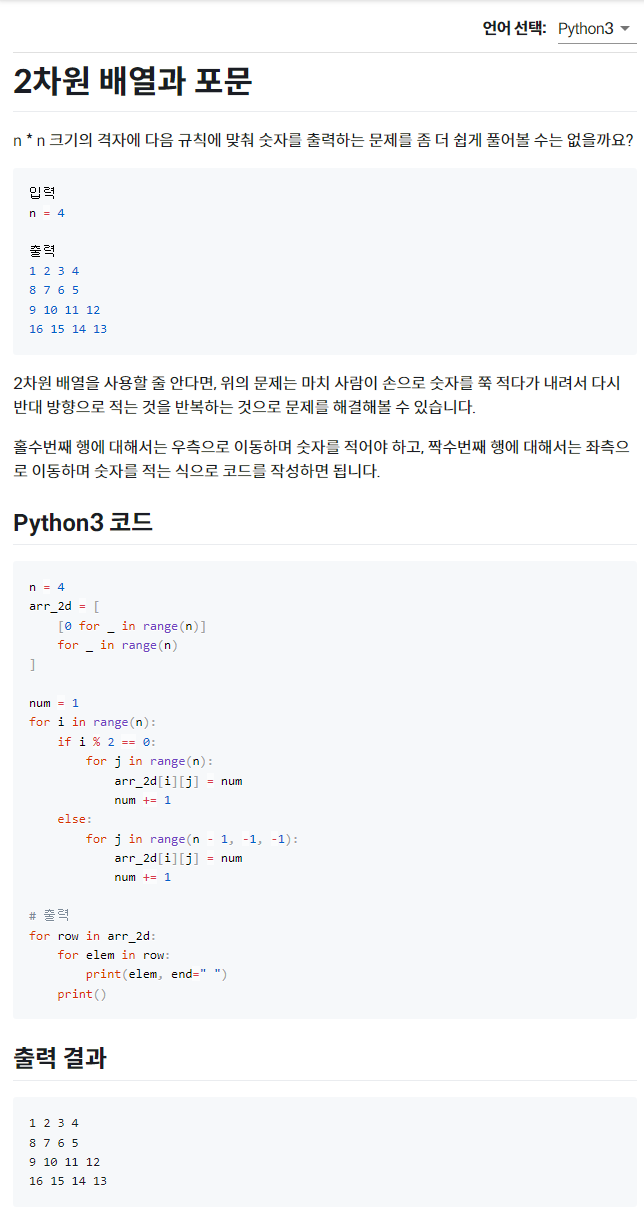 언어 선택: Python3
2차원 배열과 포문
n * n 크기의 격자에 다음 규칙에 맞춰 숫자를 출력하는 문제를 좀 더 쉽게 풀어볼 수는 없을까요?
입력
n = 4

출력
1 2 3 4
8 7 6 5
9 10 11 12
16 15 14 13
2차원 배열을 사용할 줄 안다면, 위의 문제는 마치 사람이 손으로 숫자를 쭉 적다가 내려서 다시
반대 방향으로 적는 것을 반복하는 것으로 문제를 해결해볼 수 있습니다.
홀수번째 행에 대해서는 우측으로 이동하며 숫자를 적어야 하고, 짝수번째 행에 대해서는 좌측으
로 이동하며 숫자를 적는 식으로 코드를 작성하면 됩니다.
Python3 코드
n = 4
arr_2d = [
    [0 for _ in range(n)]
    for _ in range(n)
]

num = 1
for i in range(n):
    if i % 2 == 0:
        for j in range(n):
            arr_2d[i][j] = num
            num += 1
    else:
        for j in range(n - 1, -1, -1):
            arr_2d[i][j] = num
            num += 1

# 출력
for row in arr_2d:
    for elem in row:
        print(elem, end=" ")
    print()
출력 결과
1 2 3 4
8 7 6 5
9 10 11 12
16 15 14 13